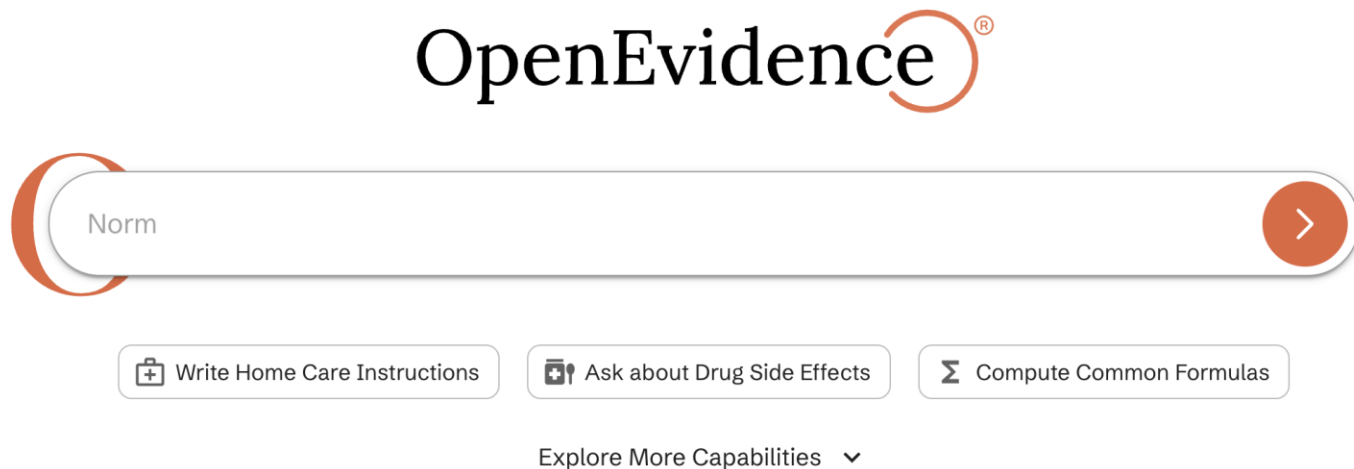 OpenEvidence®
Norm
Write Home Care Instructions
Ask about Drug Side Effects
Σ Compute Common Formulas
Explore More Capabilities